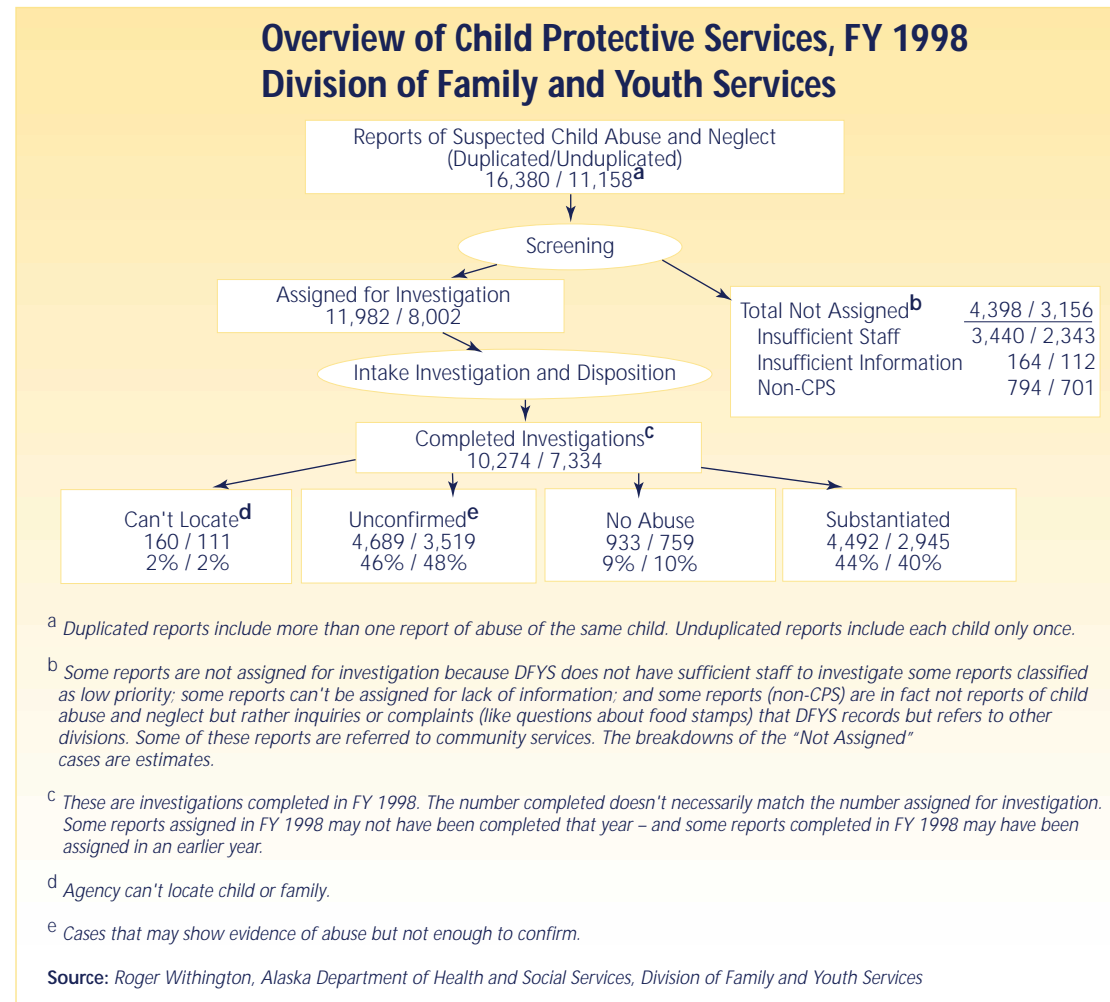 Overview of Child Protective Services, FY 1998
Division of Family and Youth Services
Reports of Suspected Child Abuse and Neglect
(Duplicated/Unduplicated)
16,380 / 11,158a
Screening
Assigned for Investigation
11,982 / 8,002
Total Not Assignedb 4,398 / 3,156
Insufficient Staff 3,440 / 2,343
Insufficient Information 164 / 112
Non-CPS 794 / 701
Intake Investigation and Disposition
Completed Investigationsc
10,274 / 7,334
Can't Located
160 / 111
2% / 2%
Unconfirmede
4,689 / 3,519
46% / 48%
No Abuse
933 / 759
9% / 10%
Substantiated
4,492 / 2,945
44% / 40%
a Duplicated reports include more than one report of abuse of the same child. Unduplicated reports include each child only once.
b Some reports are not assigned for investigation because DFYS does not have sufficient staff to investigate some reports classified
as low priority; some reports can't be assigned for lack of information; and some reports (non-CPS) are in fact not reports of child
abuse and neglect but rather inquiries or complaints (like questions about food stamps) that DFYS records but refers to other
divisions. Some of these reports are referred to community services. The breakdowns of the “Not Assigned”
cases are estimates.
c These are investigations completed in FY 1998. The number completed doesn't necessarily match the number assigned for investigation.
Some reports assigned in FY 1998 may not have been completed that year – and some reports completed in FY 1998 may have been
assigned in an earlier year.
d Agency can't locate child or family.
e Cases that may show evidence of abuse but not enough to confirm.
Source: Roger Withington, Alaska Department of Health and Social Services, Division of Family and Youth Services